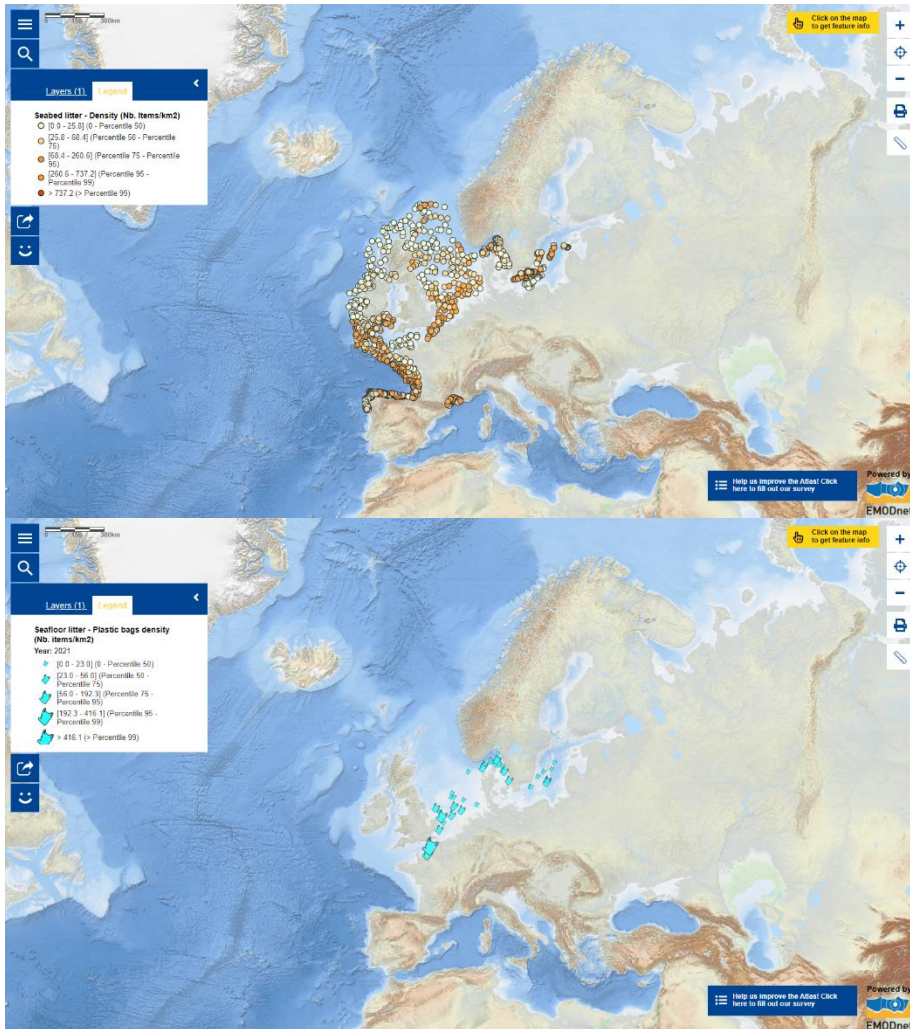 0 150 300km
Click on the map
to get feature info
Layers (1) Legend
Seabed litter - Density (Nb. items/km2)
[0.0 - 25.8] (0 - Percentile 50)
[25.8 - 68.4] (Percentile 50 - Percentile
75)
[68.4 - 260.6] (Percentile 75 - Percentile
95)
[260.6 - 737.2] (Percentile 95 -
Percentile 99)
> 737.2 (> Percentile 99)
Help us improve the Atlas! Click
here to fill out our survey
Powered by
EMODnet
0 150 300km
Click on the map
to get feature info
Layers (1) Legend
Seafloor litter - Plastic bags density
(Nb. items/km2)
Year: 2021
[0.0 - 23.0] (0 - Percentile 50)
[23.0 - 56.0] (Percentile 50 -
Percentile 75)
[56.0 - 192.3] (Percentile 75 -
Percentile 95)
[192.3 - 416.1] (Percentile 95 -
Percentile 99)
> 416.1 (> Percentile 99)
Help us improve the Atlas! Click
here to fill out our survey
Powered by
EMODnet